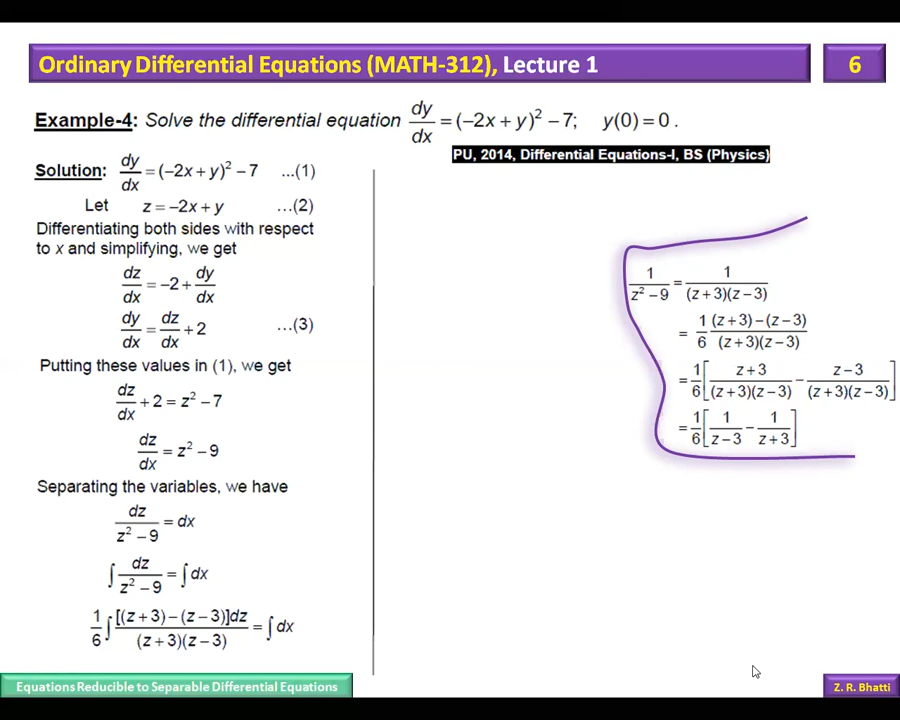 Ordinary Differential Equations (MATH-312), Lecture 1
6
Example-4: Solve the differential equation dy/dx = (−2x + y)² − 7;   y(0) = 0 .
PU, 2014, Differential Equations-I, BS (Physics)
Solution: dy/dx = (−2x + y)² − 7   ...(1)
Let   z = −2x + y   ...(2)
Differentiating both sides with respect
to x and simplifying, we get
dz/dx = −2 + dy/dx
dy/dx = dz/dx + 2   ...(3)
Putting these values in (1), we get
dz/dx + 2 = z² − 7
dz/dx = z² − 9
Separating the variables, we have
dz/(z² − 9) = dx
∫ dz/(z² − 9) = ∫ dx
1/6 ∫ [(z + 3) − (z − 3)]dz/((z + 3)(z − 3)) = ∫ dx
1/(z² − 9) = 1/((z + 3)(z − 3))
= 1/6 ((z + 3) − (z − 3))/((z + 3)(z − 3))
= 1/6 [(z + 3)/((z + 3)(z − 3)) − (z − 3)/((z + 3)(z − 3))]
= 1/6 [1/(z − 3) − 1/(z + 3)]
Equations Reducible to Separable Differential Equations
Z. R. Bhatti